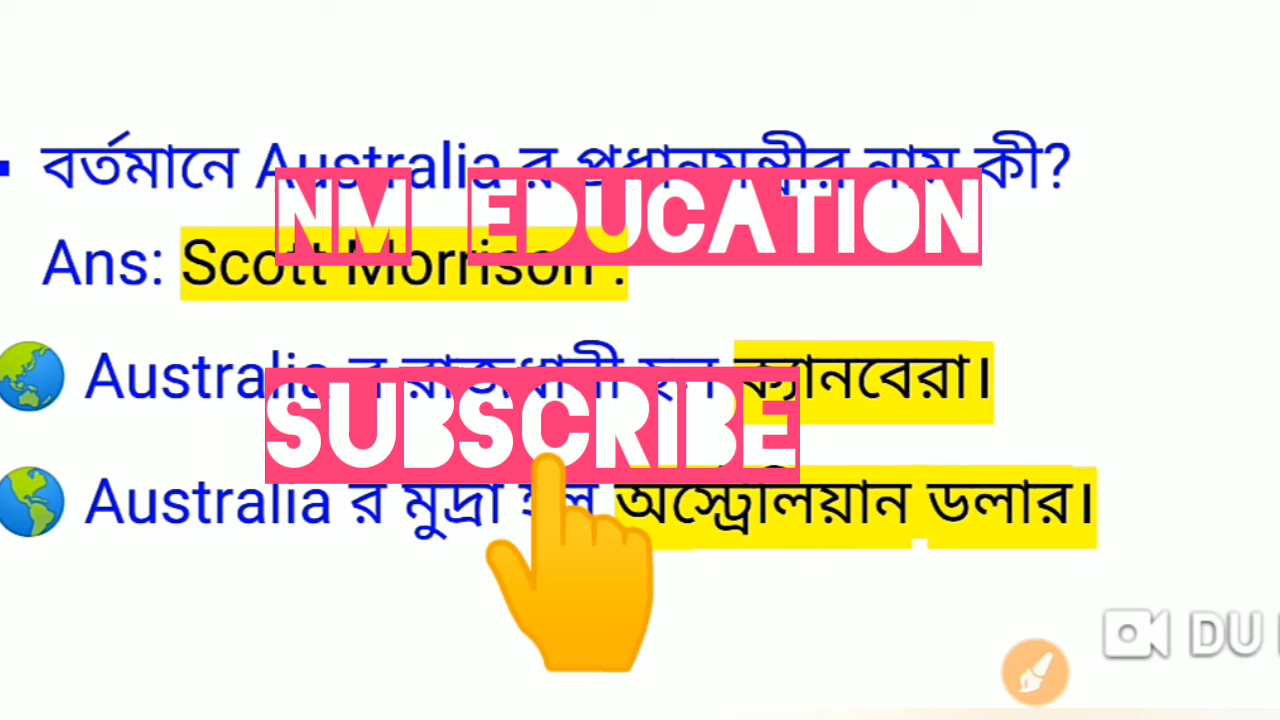 বর্তমানে Australia র প্রধানমন্ত্রীর নাম কী?
NM EDUCATION
Ans: Scott Morrison .
Australia র রাজধানী হল ক্যানবেরা।
SUBSCRIBE
Australia র মুদ্রা হল অস্ট্রেলিয়ান ডলার।
DU